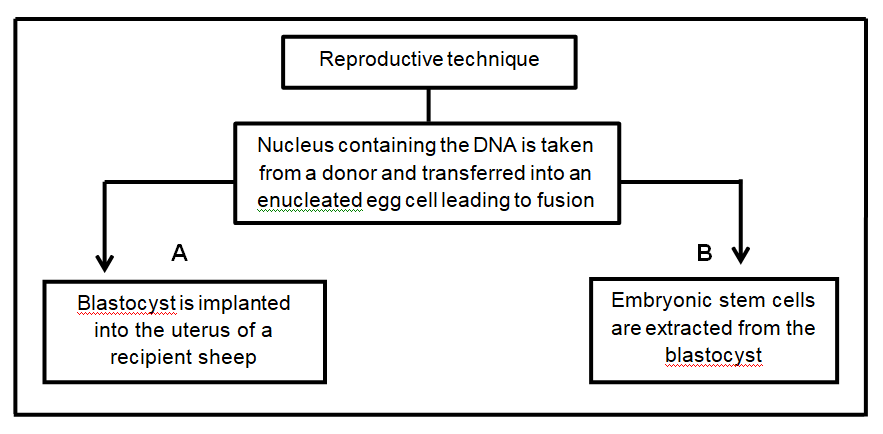 Reproductive technique
Nucleus containing the DNA is taken
from a donor and transferred into an
enucleated egg cell leading to fusion
A
B
Blastocyst is implanted
into the uterus of a
recipient sheep
Embryonic stem cells
are extracted from the
blastocyst